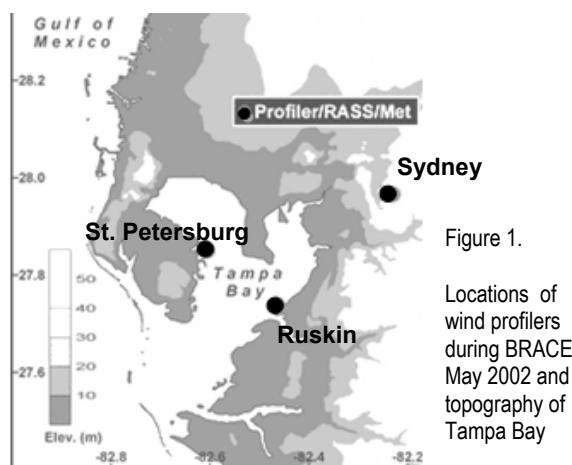 Gulf of
Mexico
-28.2
Profiler/RASS/Met
-28.0
Sydney
St. Petersburg
Figure 1.
-27.8
Tampa
Bay
50
40
30
20
10
Elev. (m)
Ruskin
Locations of
wind profilers
during BRACE
May 2002 and
topography of
Tampa Bay
-27.6
-82.8
-82.6
-82.4
-82.2